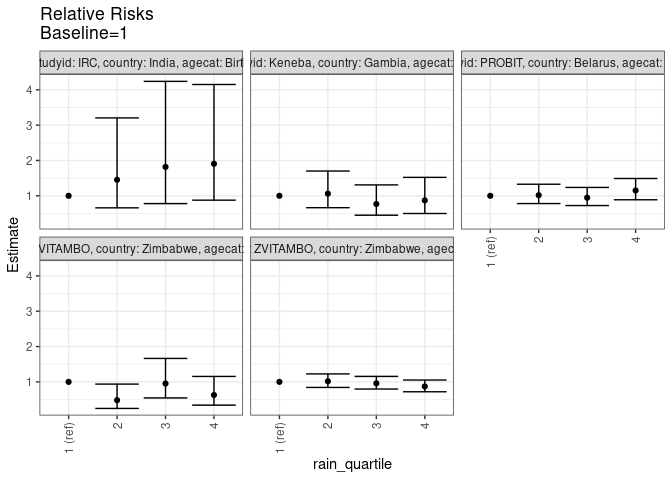 Relative Risks
Baseline=1
tudyid: IRC, country: India, agecat: Birt
vid: Keneba, country: Gambia, agecat:
vid: PROBIT, country: Belarus, agecat:
4
3
2
1
VITAMBO, country: Zimbabwe, agecat:
ZVITAMBO, country: Zimbabwe, agec
4
3
2
1
Estimate
1 (ref)
2
3
4
1 (ref)
2
3
4
1 (ref)
2
3
4
rain_quartile